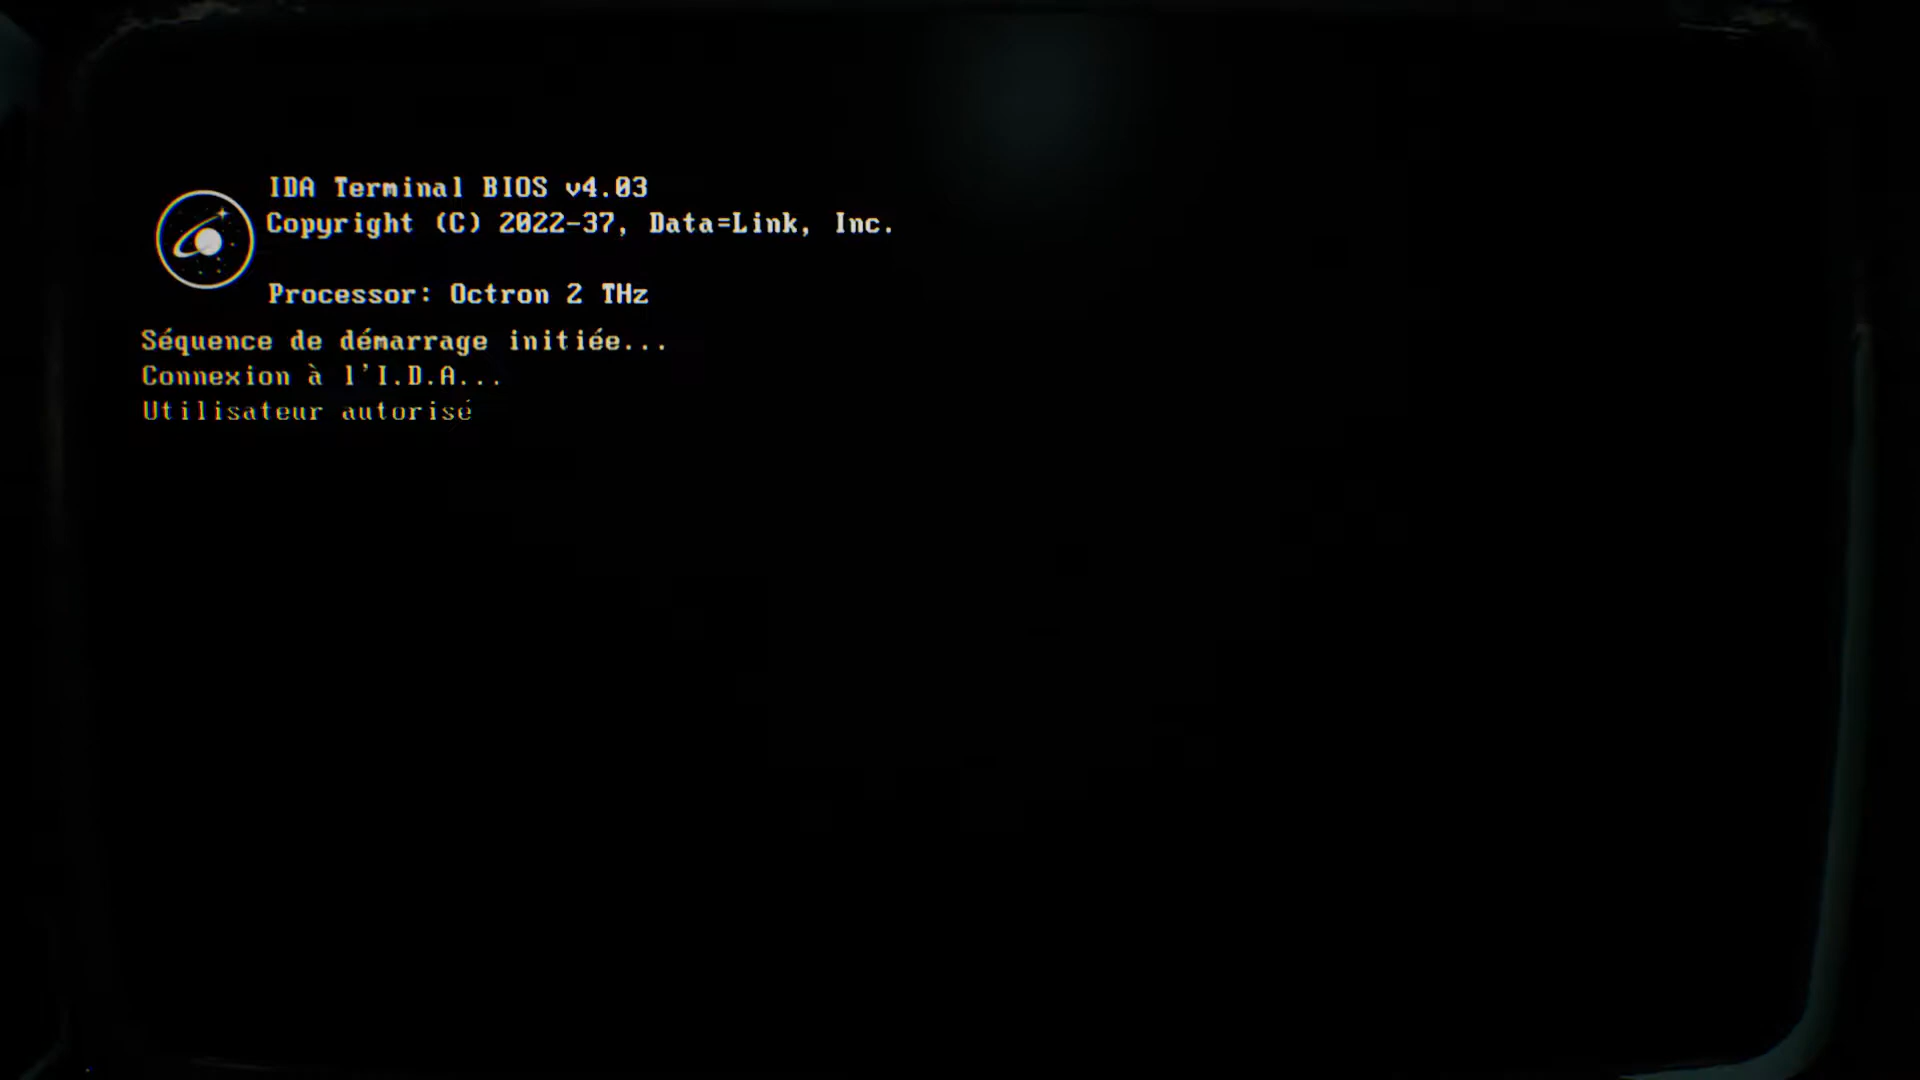 IDA Terminal BIOS v4.03
Copyright (C) 2022-37, Data=Link, Inc.
Processor: Octron 2 THz
Séquence de démarrage initiée...
Connexion à l'I.D.A...
Utilisateur autorisé